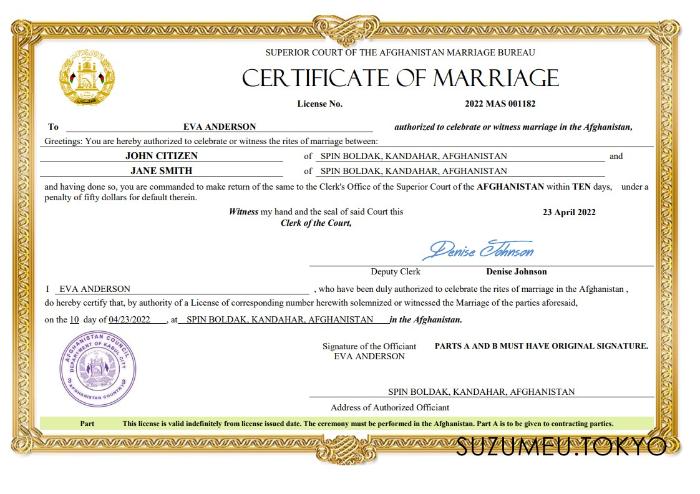 SUPERIOR COURT OF THE AFGHANISTAN MARRIAGE BUREAU
CERTIFICATE OF MARRIAGE
License No. 2022 MAS 001182
To EVA ANDERSON authorized to celebrate or witness marriage in the Afghanistan,
Greetings: You are hereby authorized to celebrate or witness the rites of marriage between:
JOHN CITIZEN of SPIN BOLDAK, KANDAHAR, AFGHANISTAN and
JANE SMITH of SPIN BOLDAK, KANDAHAR, AFGHANISTAN
and having done so, you are commanded to make return of the same to the Clerk's Office of the Superior Court of the AFGHANISTAN within TEN days, under a
penalty of fifty dollars for default therein.
Witness my hand and the seal of said Court this 23 April 2022
Clerk of the Court,
Denise Johnson
Deputy Clerk Denise Johnson
I EVA ANDERSON , who have been duly authorized to celebrate the rites of marriage in the Afghanistan ,
do hereby certify that, by authority of a License of corresponding number herewith solemnized or witnessed the Marriage of the parties aforesaid,
on the 10 day of 04/23/2022 , at SPIN BOLDAK, KANDAHAR, AFGHANISTAN in the Afghanistan.
AFGHANISTAN COUNCIL
DEPARTMENT OF KABUL CITY
AFGHANISTAN COUNTRY
Signature of the Officiant PARTS A AND B MUST HAVE ORIGINAL SIGNATURE.
EVA ANDERSON
SPIN BOLDAK, KANDAHAR, AFGHANISTAN
Address of Authorized Officiant
Part This license is valid indefinitely from license issued date. The ceremony must be performed in the Afghanistan. Part A is to be given to contracting parties.
SUZUMEU.TOKYO